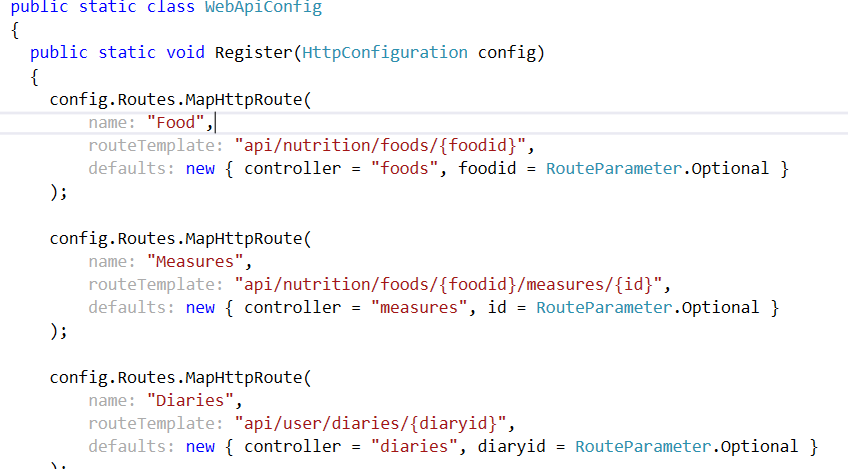 public static class WebApiConfig
{
  public static void Register(HttpConfiguration config)
  {
    config.Routes.MapHttpRoute(
        name: "Food",
        routeTemplate: "api/nutrition/foods/{foodid}",
        defaults: new { controller = "foods", foodid = RouteParameter.Optional }
    );

    config.Routes.MapHttpRoute(
        name: "Measures",
        routeTemplate: "api/nutrition/foods/{foodid}/measures/{id}",
        defaults: new { controller = "measures", id = RouteParameter.Optional }
    );

    config.Routes.MapHttpRoute(
        name: "Diaries",
        routeTemplate: "api/user/diaries/{diaryid}",
        defaults: new { controller = "diaries", diaryid = RouteParameter.Optional }
    );